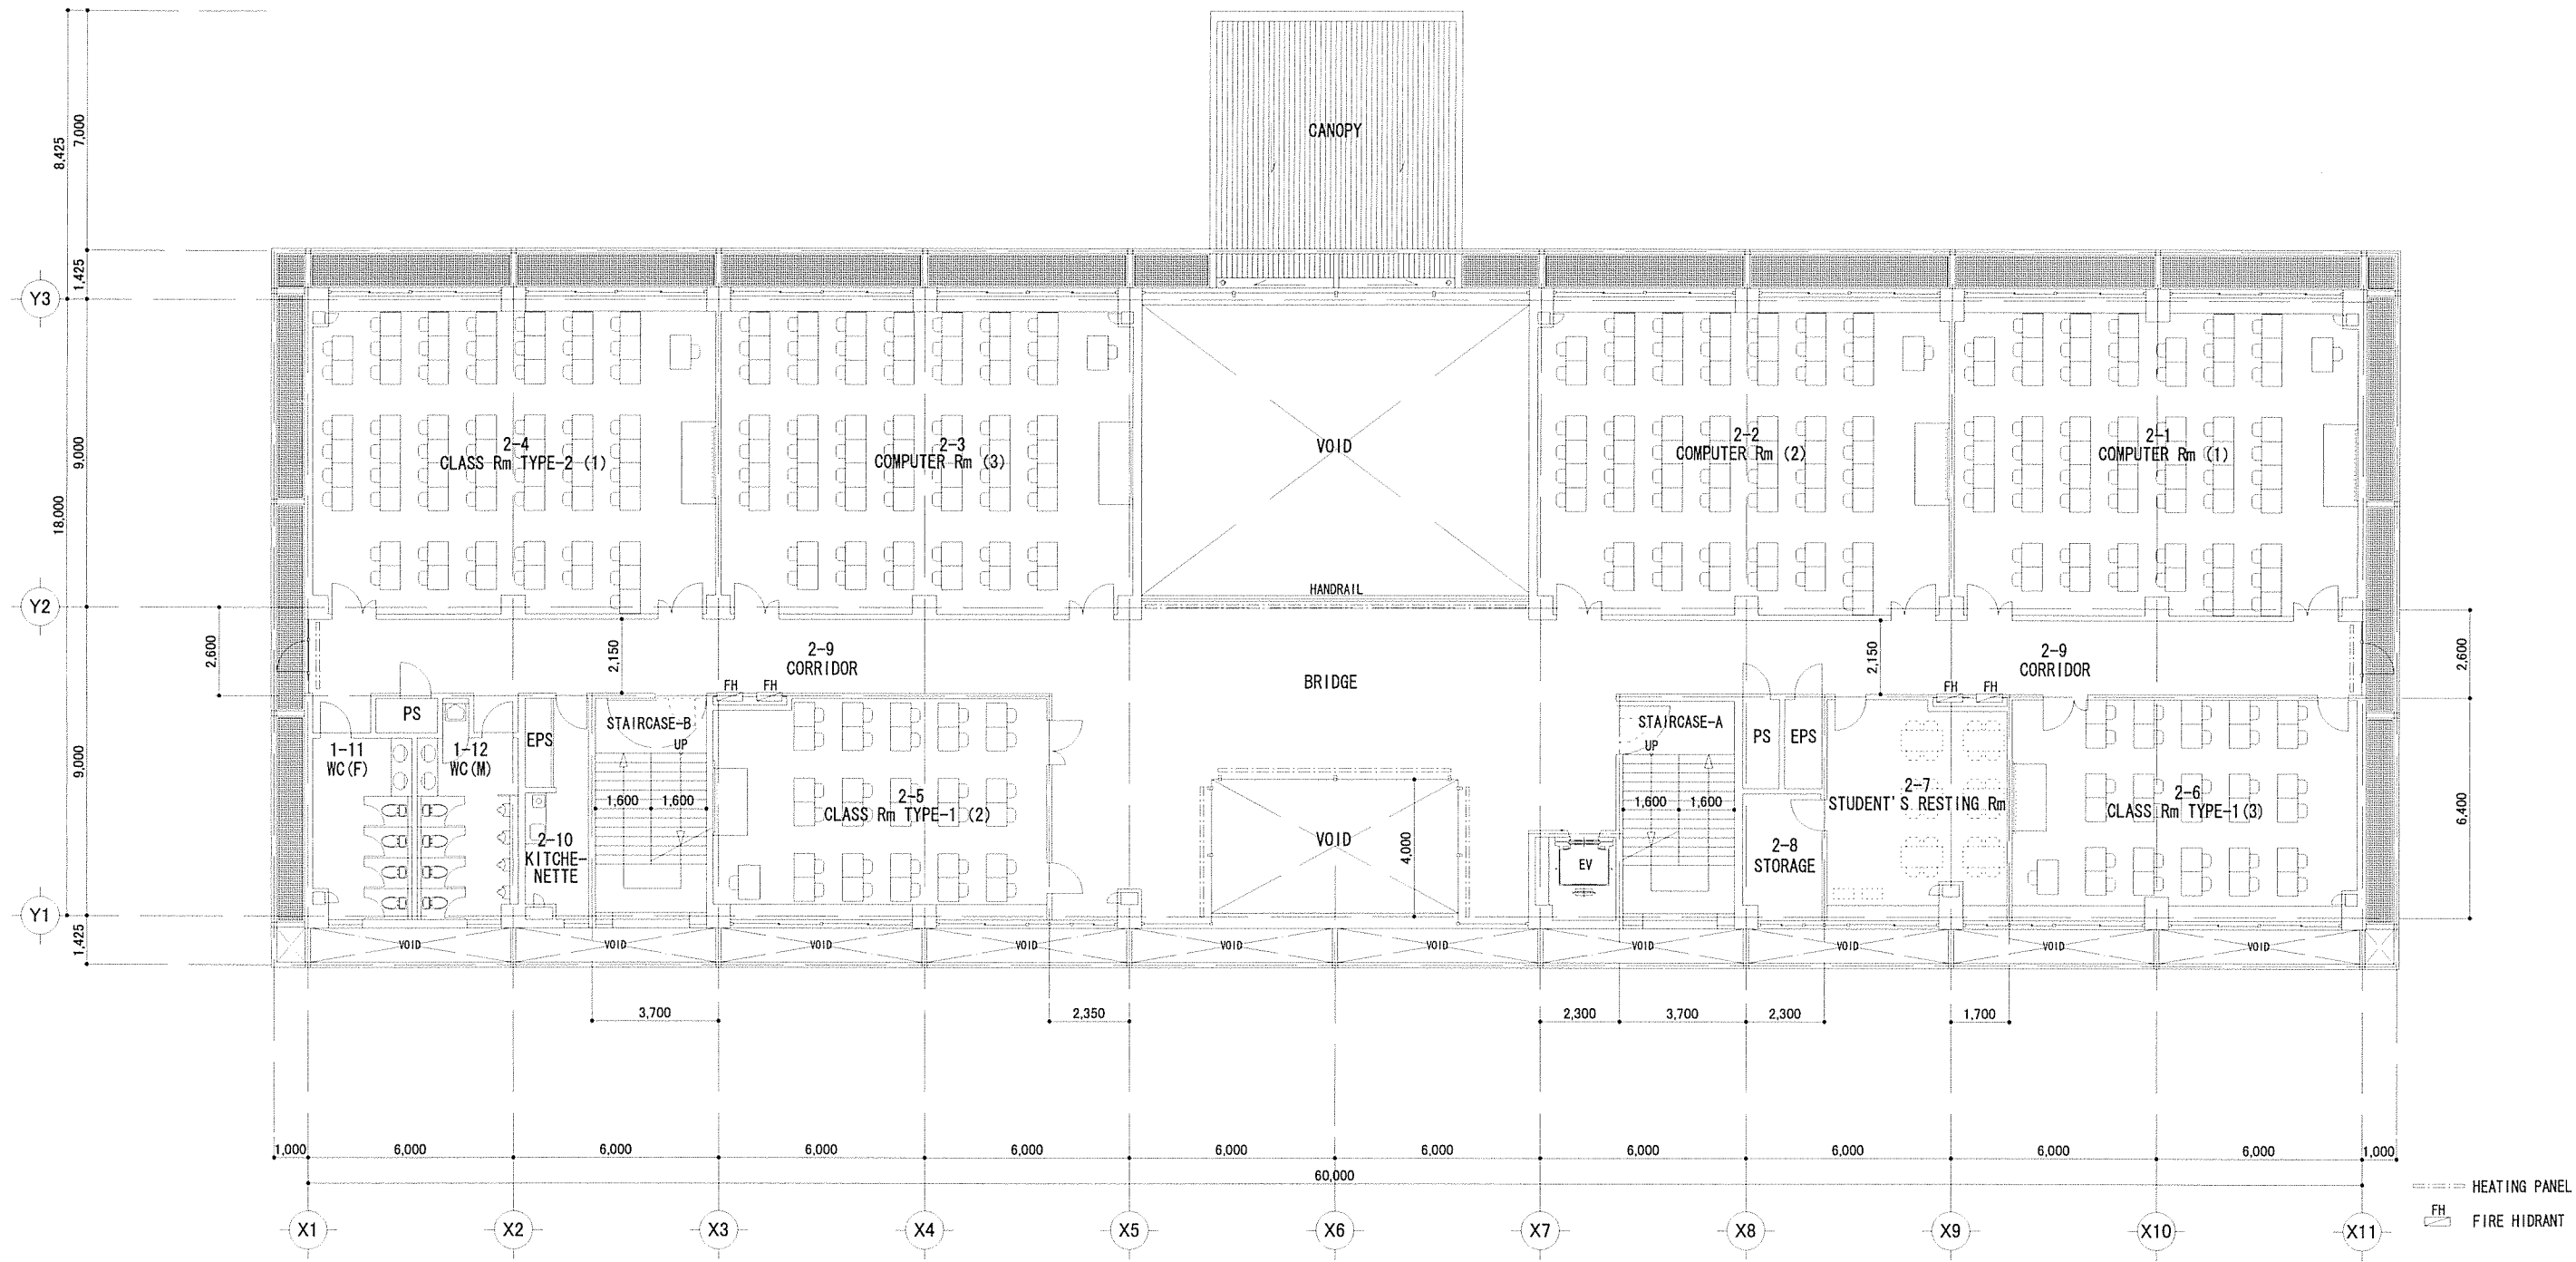 CANOPY
8,425
7,000
1,425
Y3
9,000
18,000
2-4
CLASS Rm TYPE-2 (1)
2-3
COMPUTER Rm (3)
VOID
2-2
COMPUTER Rm (2)
2-1
COMPUTER Rm (1)
HANDRAIL
Y2
2,600
2,150
2-9
CORRIDOR
BRIDGE
2,150
2-9
CORRIDOR
2,600
FH
FH
FH
FH
PS
STAIRCASE-B
UP
EPS
1-11
WC(F)
1-12
WC(M)
STAIRCASE-A
UP
PS
EPS
9,000
1,600
1,600
2-5
CLASS Rm TYPE-1 (2)
2-10
KITCHE-
NETTE
VOID
4,000
EV
1,600
1,600
2-8
STORAGE
2-7
STUDENT'S RESTING Rm
2-6
CLASS Rm TYPE-1(3)
6,400
Y1
1,425
VOID
VOID
VOID
VOID
VOID
VOID
VOID
VOID
VOID
VOID
3,700
2,350
2,300
3,700
2,300
1,700
1,000
6,000
6,000
6,000
6,000
6,000
6,000
6,000
6,000
6,000
6,000
1,000
60,000
X1
X2
X3
X4
X5
X6
X7
X8
X9
X10
X11
HEATING PANEL
FH
FIRE HIDRANT